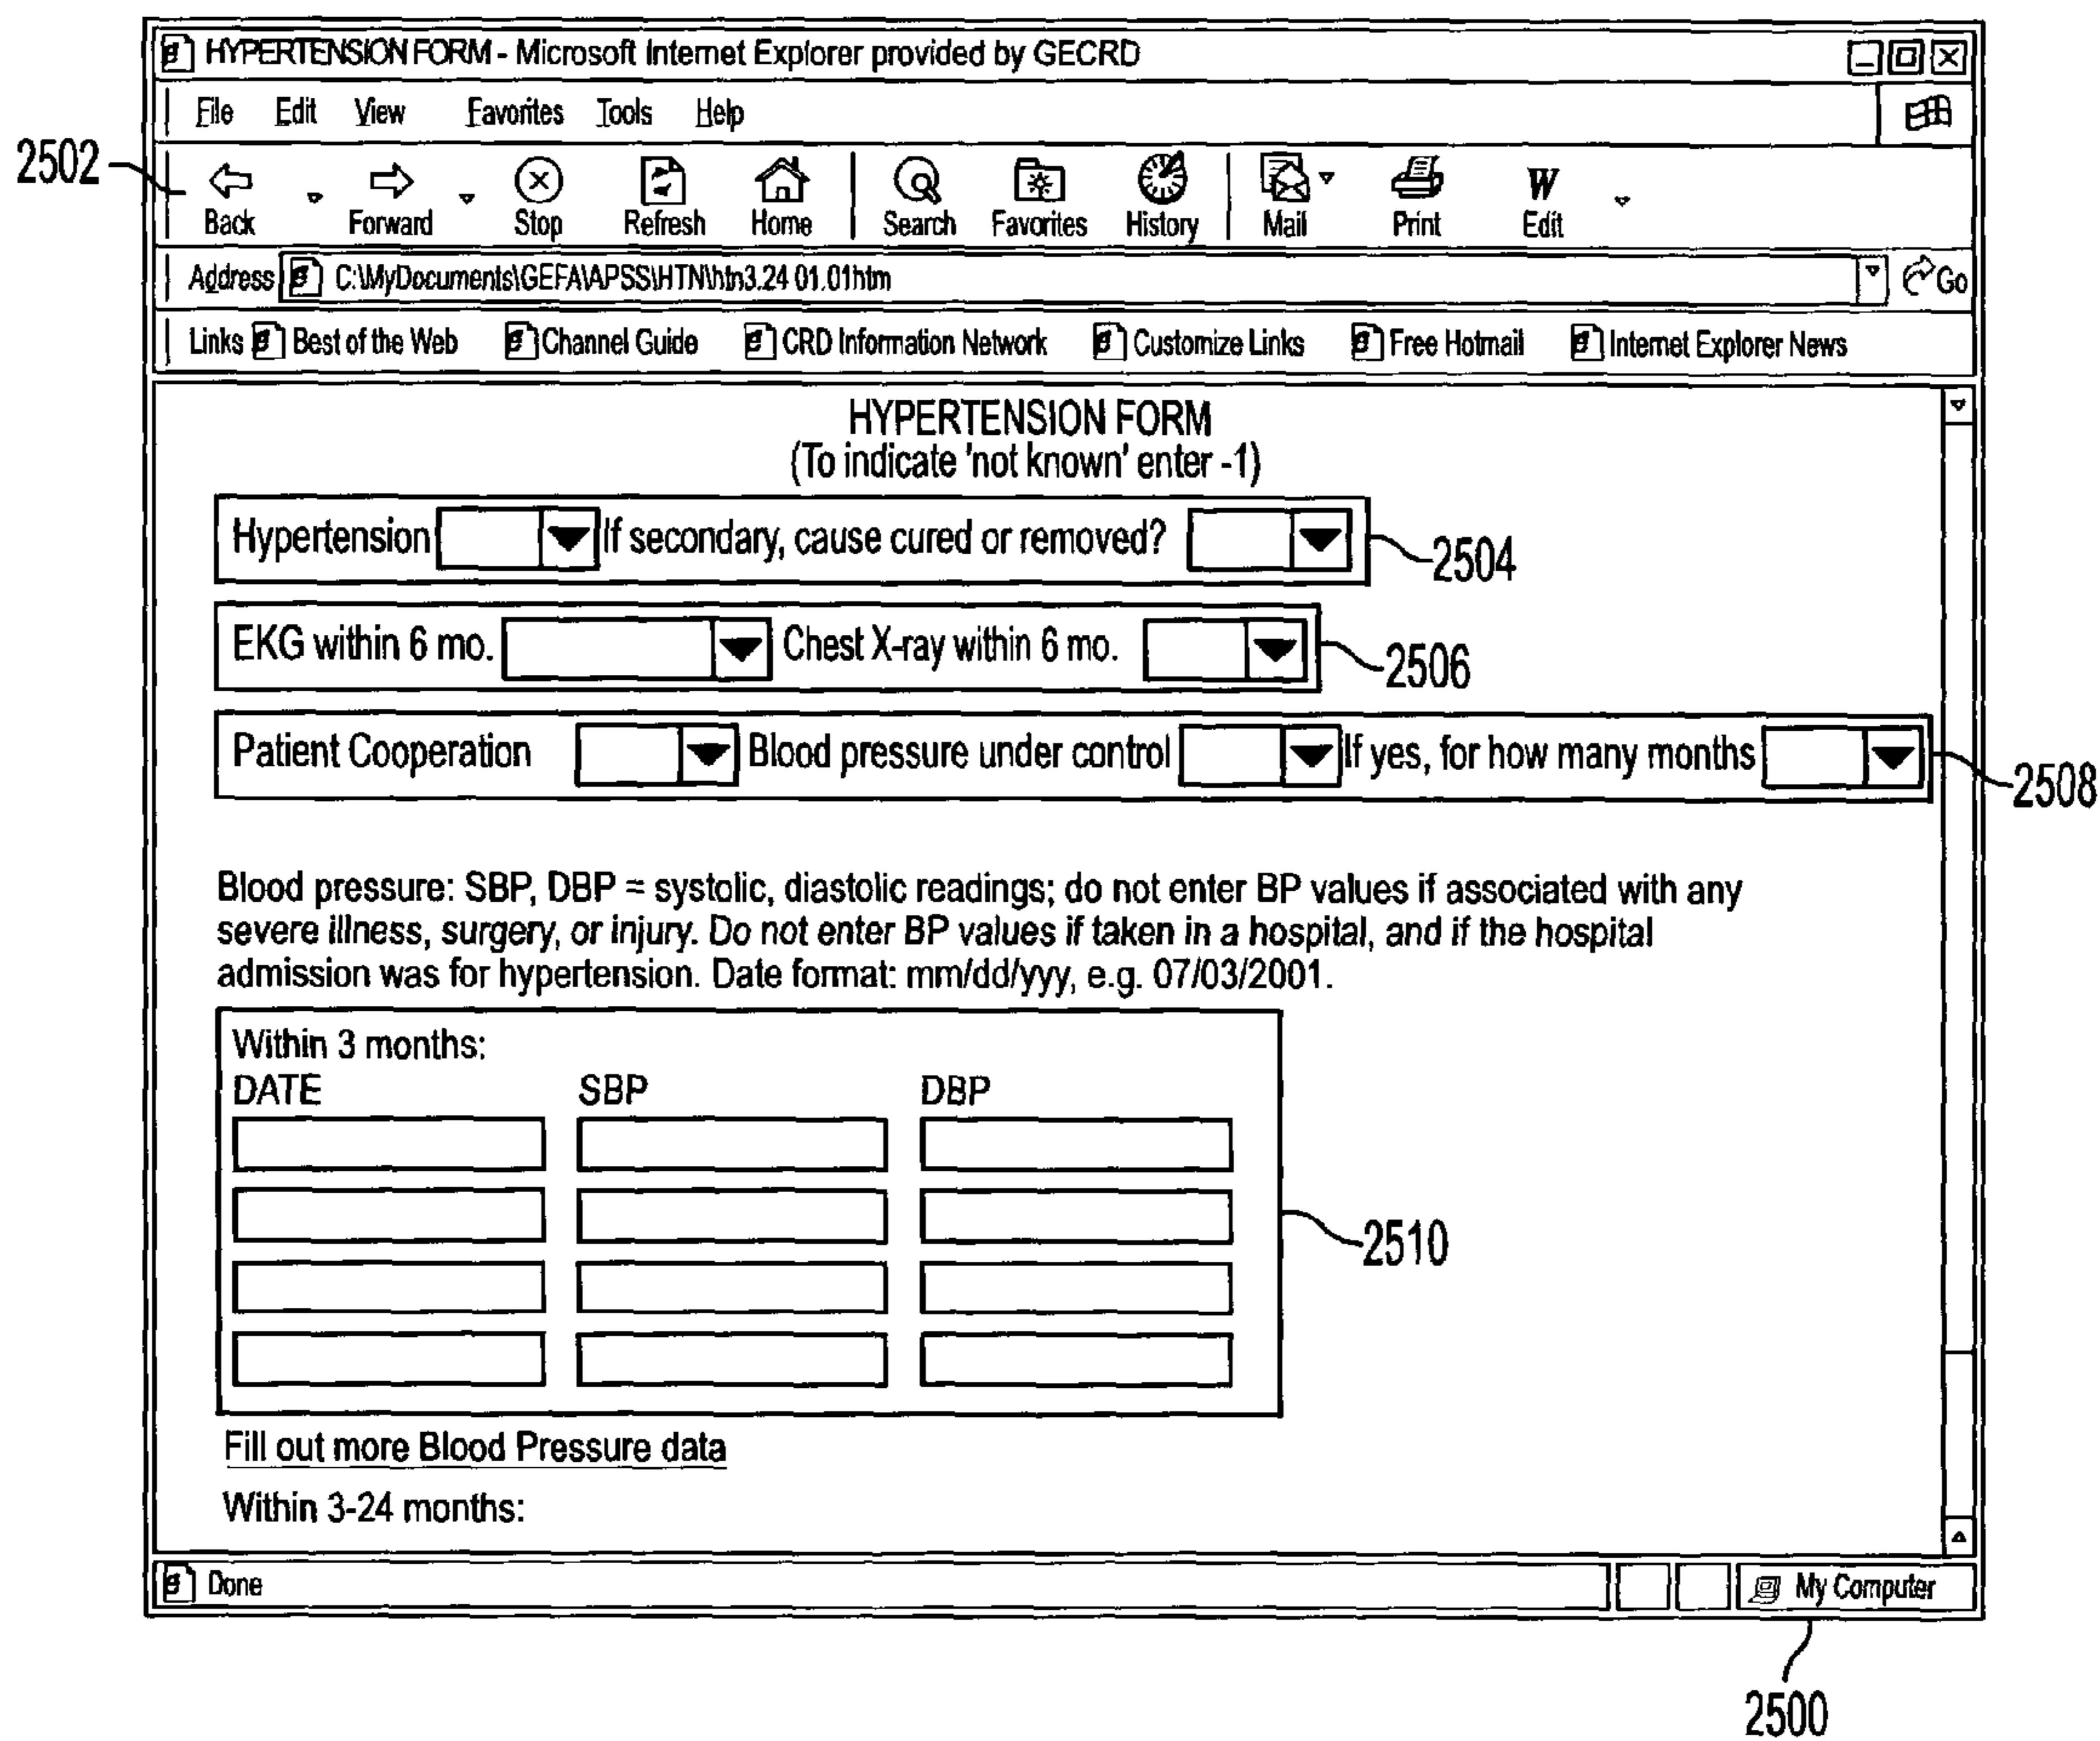 HYPERTENSION FORM - Microsoft Internet Explorer provided by GECRD
File Edit View Favorites Tools Help
2502
Back Forward Stop Refresh Home Search Favorites History Mail Print Edit
Address C:\MyDocuments\GEFA\APSS\HTN\htn3.24 01.01htm Go
Links Best of the Web Channel Guide CRD Information Network Customize Links Free Hotmail Internet Explorer News
HYPERTENSION FORM
(To indicate 'not known' enter -1)
Hypertension If secondary, cause cured or removed? 2504
EKG within 6 mo. Chest X-ray within 6 mo. 2506
Patient Cooperation Blood pressure under control If yes, for how many months 2508
Blood pressure: SBP, DBP = systolic, diastolic readings; do not enter BP values if associated with any
severe illness, surgery, or injury. Do not enter BP values if taken in a hospital, and if the hospital
admission was for hypertension. Date format: mm/dd/yyy, e.g. 07/03/2001.
Within 3 months:
DATE SBP DBP
2510
Fill out more Blood Pressure data
Within 3-24 months:
Done My Computer
2500